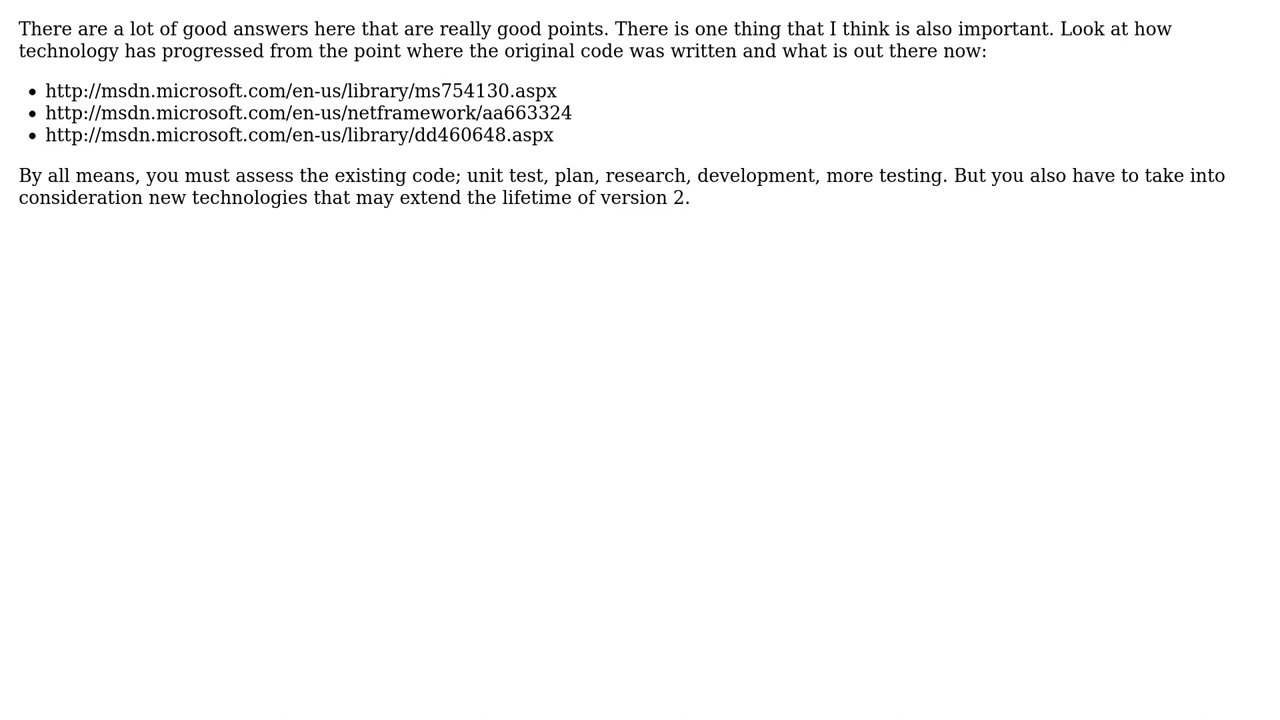 There are a lot of good answers here that are really good points. There is one thing that I think is also important. Look at how
technology has progressed from the point where the original code was written and what is out there now:
• http://msdn.microsoft.com/en-us/library/ms754130.aspx
• http://msdn.microsoft.com/en-us/netframework/aa663324
• http://msdn.microsoft.com/en-us/library/dd460648.aspx
By all means, you must assess the existing code; unit test, plan, research, development, more testing. But you also have to take into
consideration new technologies that may extend the lifetime of version 2.